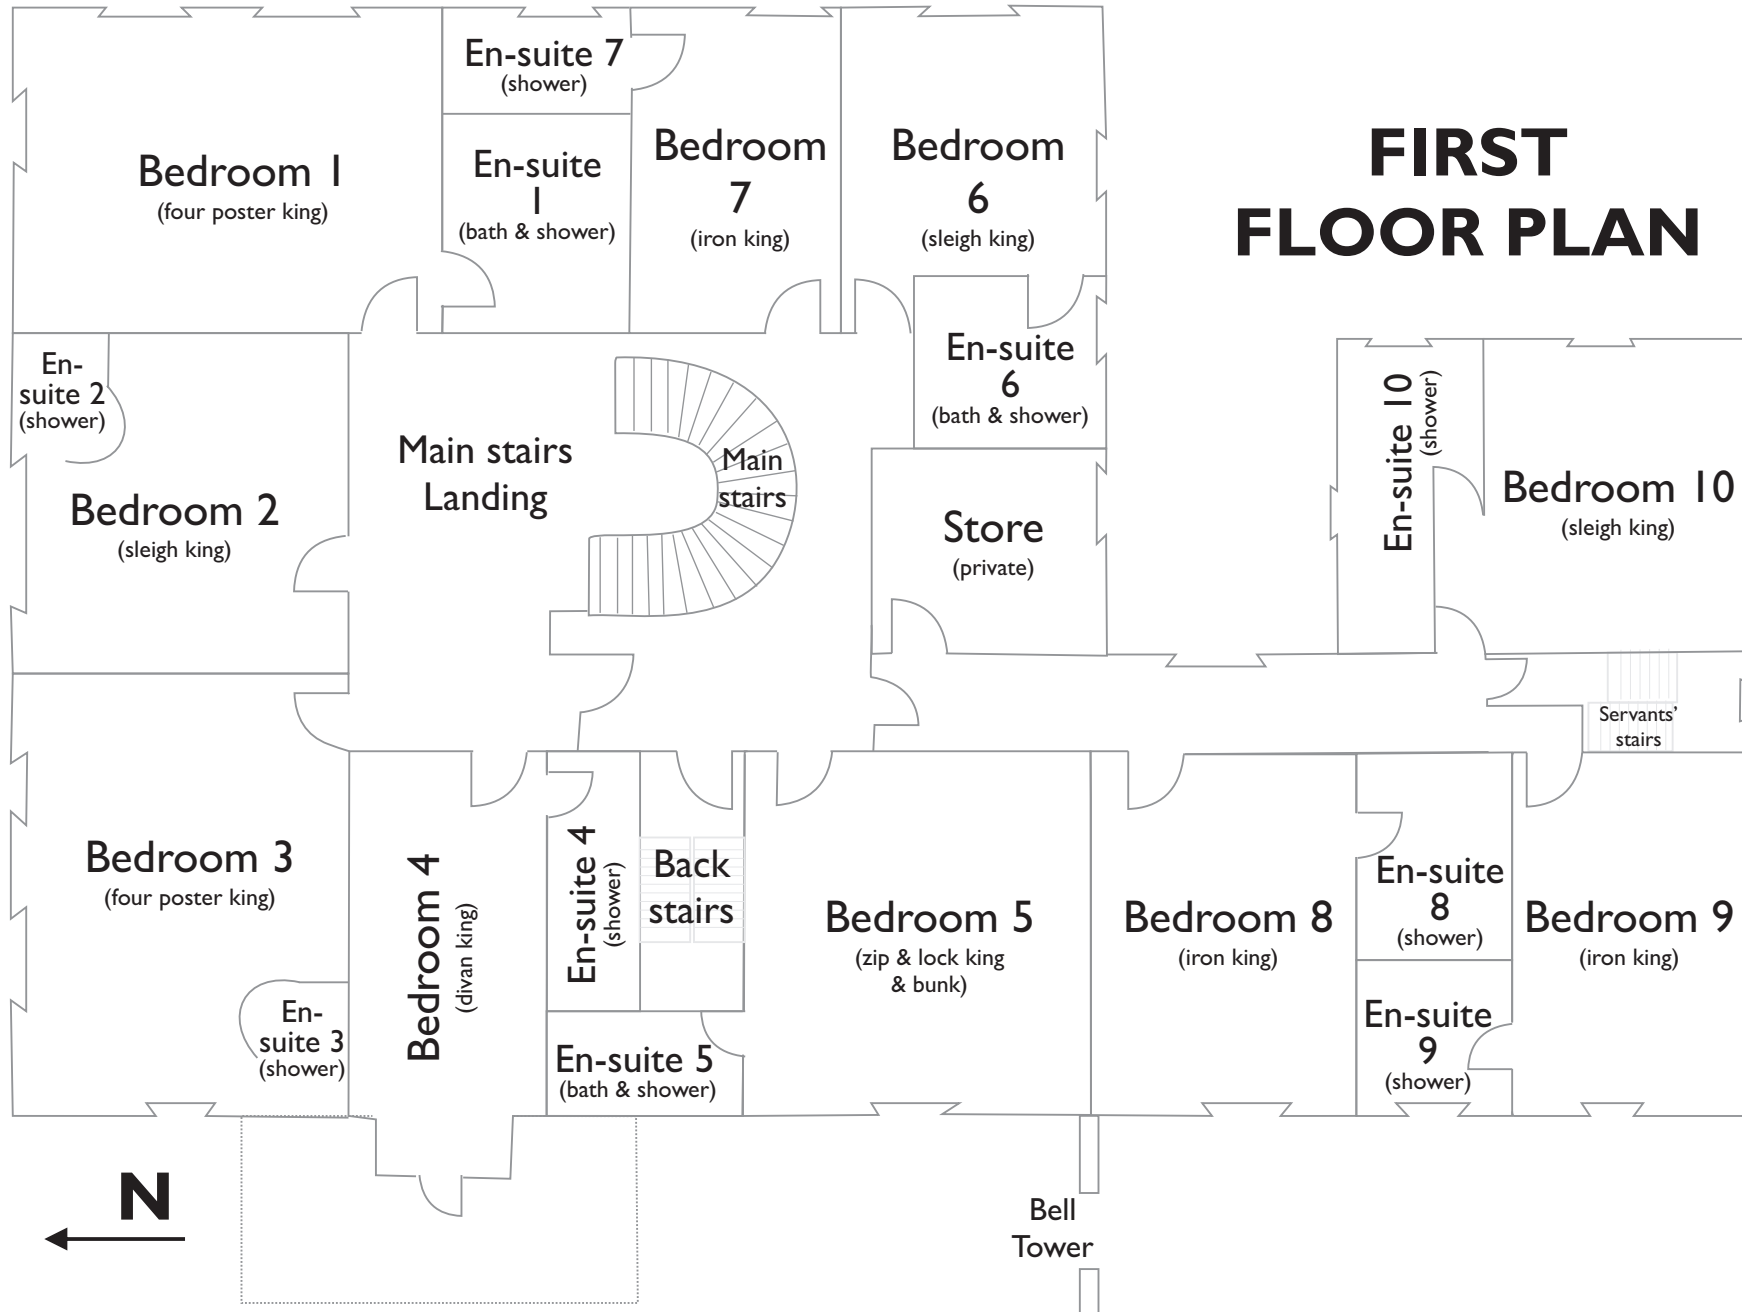 FIRST
FLOOR PLAN
En-suite 7
(shower)
Bedroom 1
(four poster king)
En-suite
1
(bath & shower)
Bedroom
7
(iron king)
Bedroom
6
(sleigh king)
En-
suite 2
(shower)
Bedroom 2
(sleigh king)
Main stairs
Landing
Main
stairs
En-suite
6
(bath & shower)
Store
(private)
En-suite 10
(shower)
Bedroom 10
(sleigh king)
Servants'
stairs
Bedroom 3
(four poster king)
En-
suite 3
(shower)
Bedroom 4
(divan king)
En-suite 4
(shower)
Back
stairs
En-suite 5
(bath & shower)
Bedroom 5
(zip & lock king
& bunk)
Bedroom 8
(iron king)
En-suite
8
(shower)
En-suite
9
(shower)
Bedroom 9
(iron king)
N
Bell
Tower